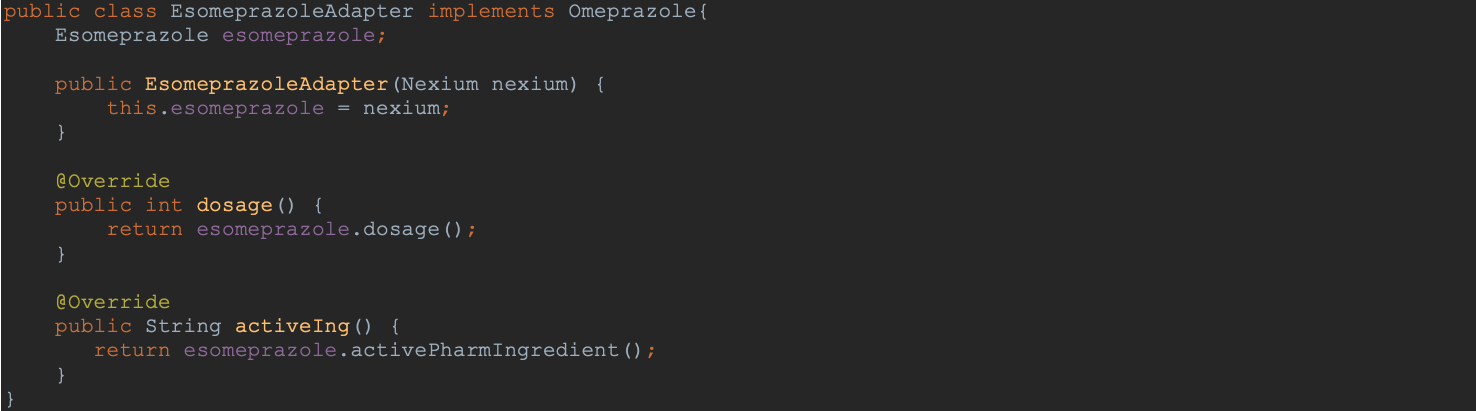 public class EsomeprazoleAdapter implements Omeprazole{
    Esomeprazole esomeprazole;

    public EsomeprazoleAdapter(Nexium nexium) {
        this.esomeprazole = nexium;
    }

    @Override
    public int dosage() {
        return esomeprazole.dosage();
    }

    @Override
    public String activeIng() {
       return esomeprazole.activePharmIngredient();
    }
}